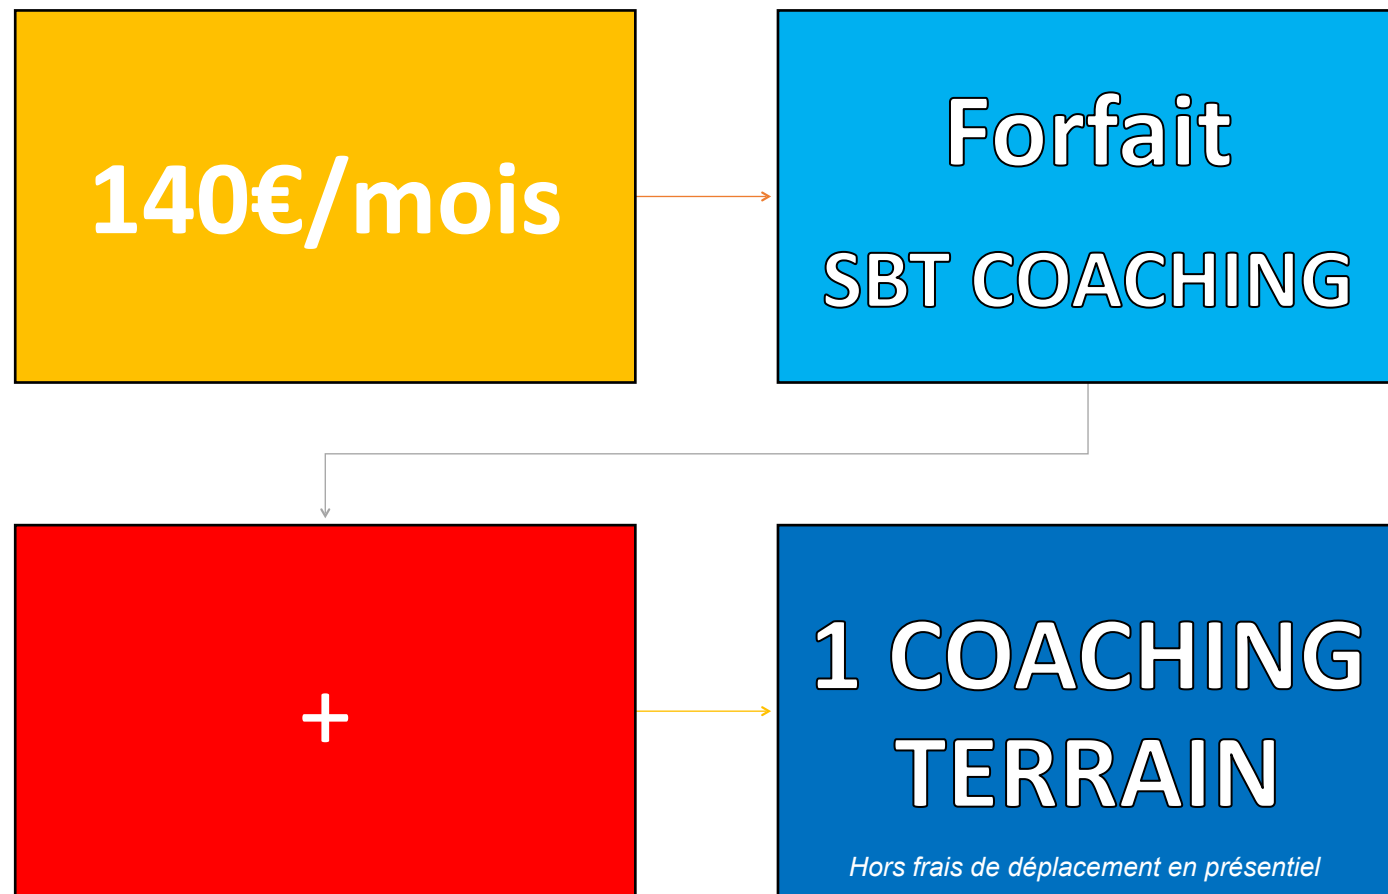 140€/mois
Forfait
SBT COACHING
+
1 COACHING
TERRAIN
Hors frais de déplacement en présentiel